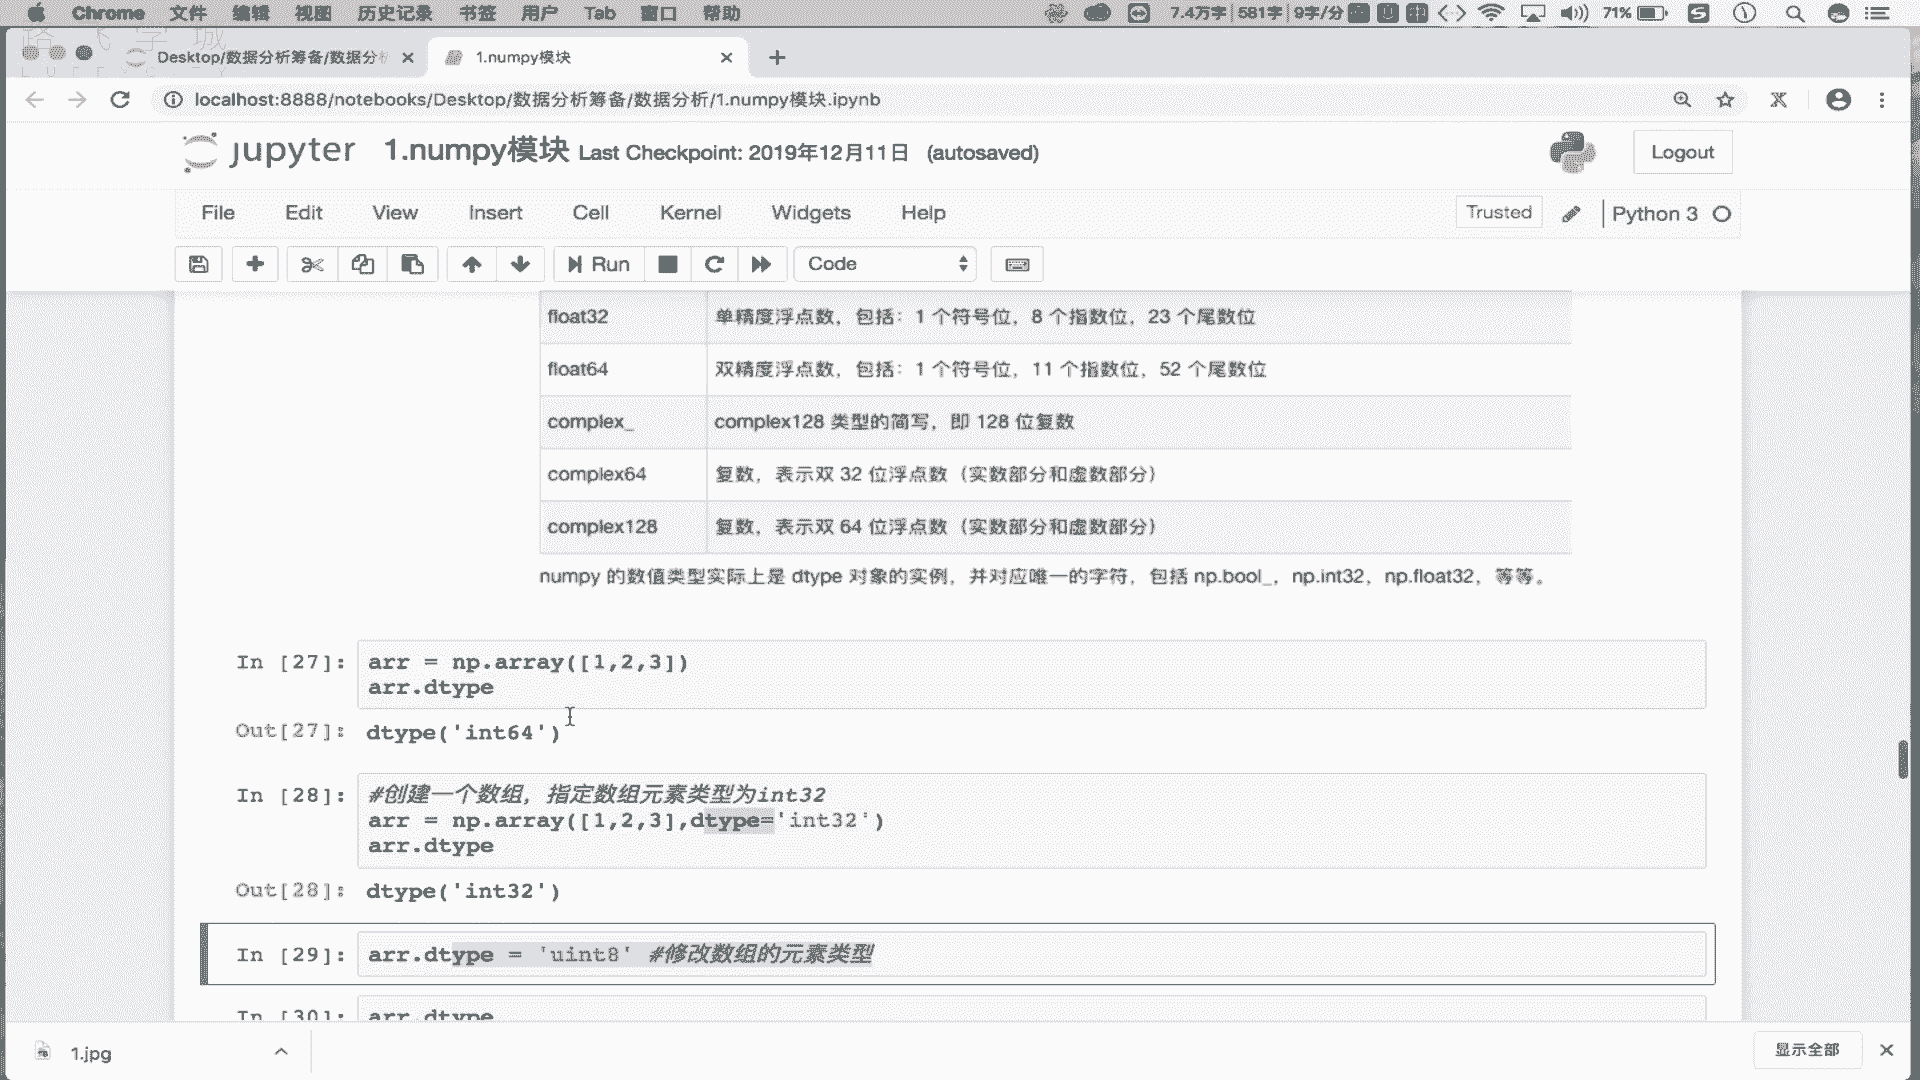 Chrome 文件 编辑 视图 历史记录 书签 用户 Tab 窗口 帮助 7.4万字 581字 9字/分 71%
路飞学城
Desktop/数据分析筹备/数据分析 1.numpy模块
localhost:8888/notebooks/Desktop/数据分析筹备/数据分析/1.numpy模块.ipynb
jupyter 1.numpy模块 Last Checkpoint: 2019年12月11日 (autosaved) Logout
File Edit View Insert Cell Kernel Widgets Help Trusted Python 3
Run Code
float32 单精度浮点数，包括：1 个符号位，8 个指数位，23 个尾数位
float64 双精度浮点数，包括：1 个符号位，11 个指数位，52 个尾数位
complex_ complex128 类型的简写，即 128 位复数
complex64 复数，表示双 32 位浮点数（实数部分和虚数部分）
complex128 复数，表示双 64 位浮点数（实数部分和虚数部分）
numpy 的数值类型实际上是 dtype 对象的实例，并对应唯一的字符，包括 np.bool_，np.int32，np.float32，等等。
In [27]: arr = np.array([1,2,3])
arr.dtype
Out[27]: dtype('int64')
In [28]: #创建一个数组，指定数组元素类型为int32
arr = np.array([1,2,3],dtype='int32')
arr.dtype
Out[28]: dtype('int32')
In [29]: arr.dtype = 'uint8' #修改数组的元素类型
In [30]: arr.dtype
1.jpg 显示全部